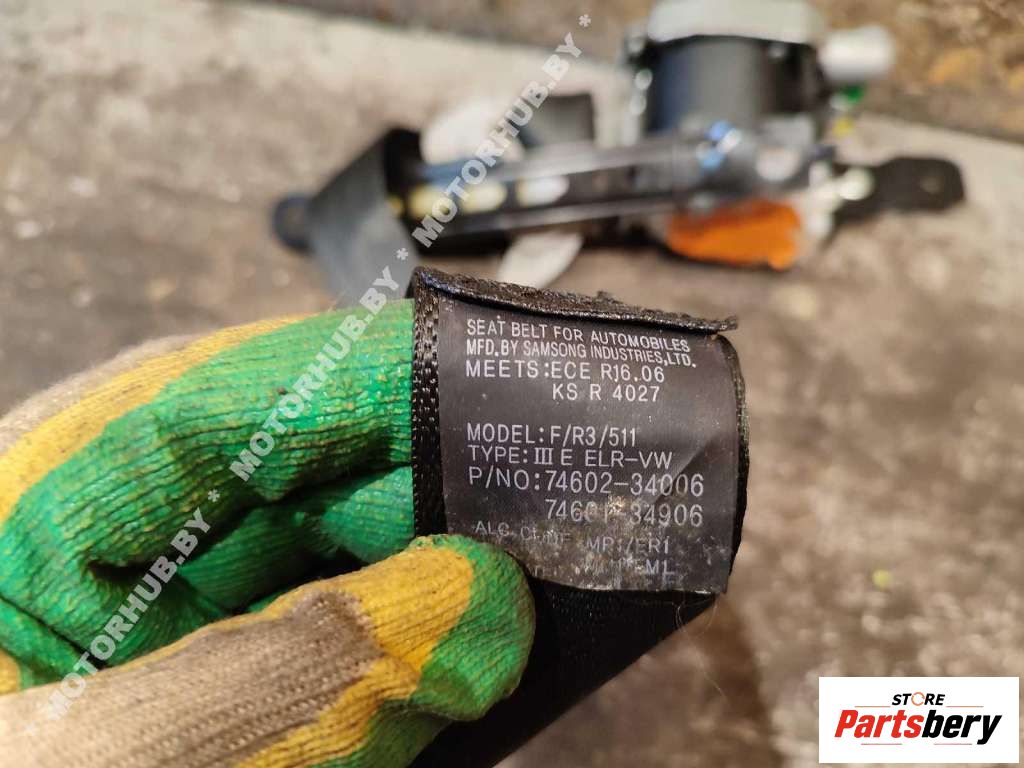 SEAT BELT FOR AUTOMOBILES
MFD.BY SAMSONG INDUSTRIES,LTD.
MEETS:ECE R16.06
KS R 4027
MODEL:F/R3/511
TYPE:III E ELR-VW
P/NO:74602-34006
34906
* MOTORHUB.BY * MOTORHUB.BY * MOTORHUB.BY * MOTORHUB.BY *
STORE
Partsbery